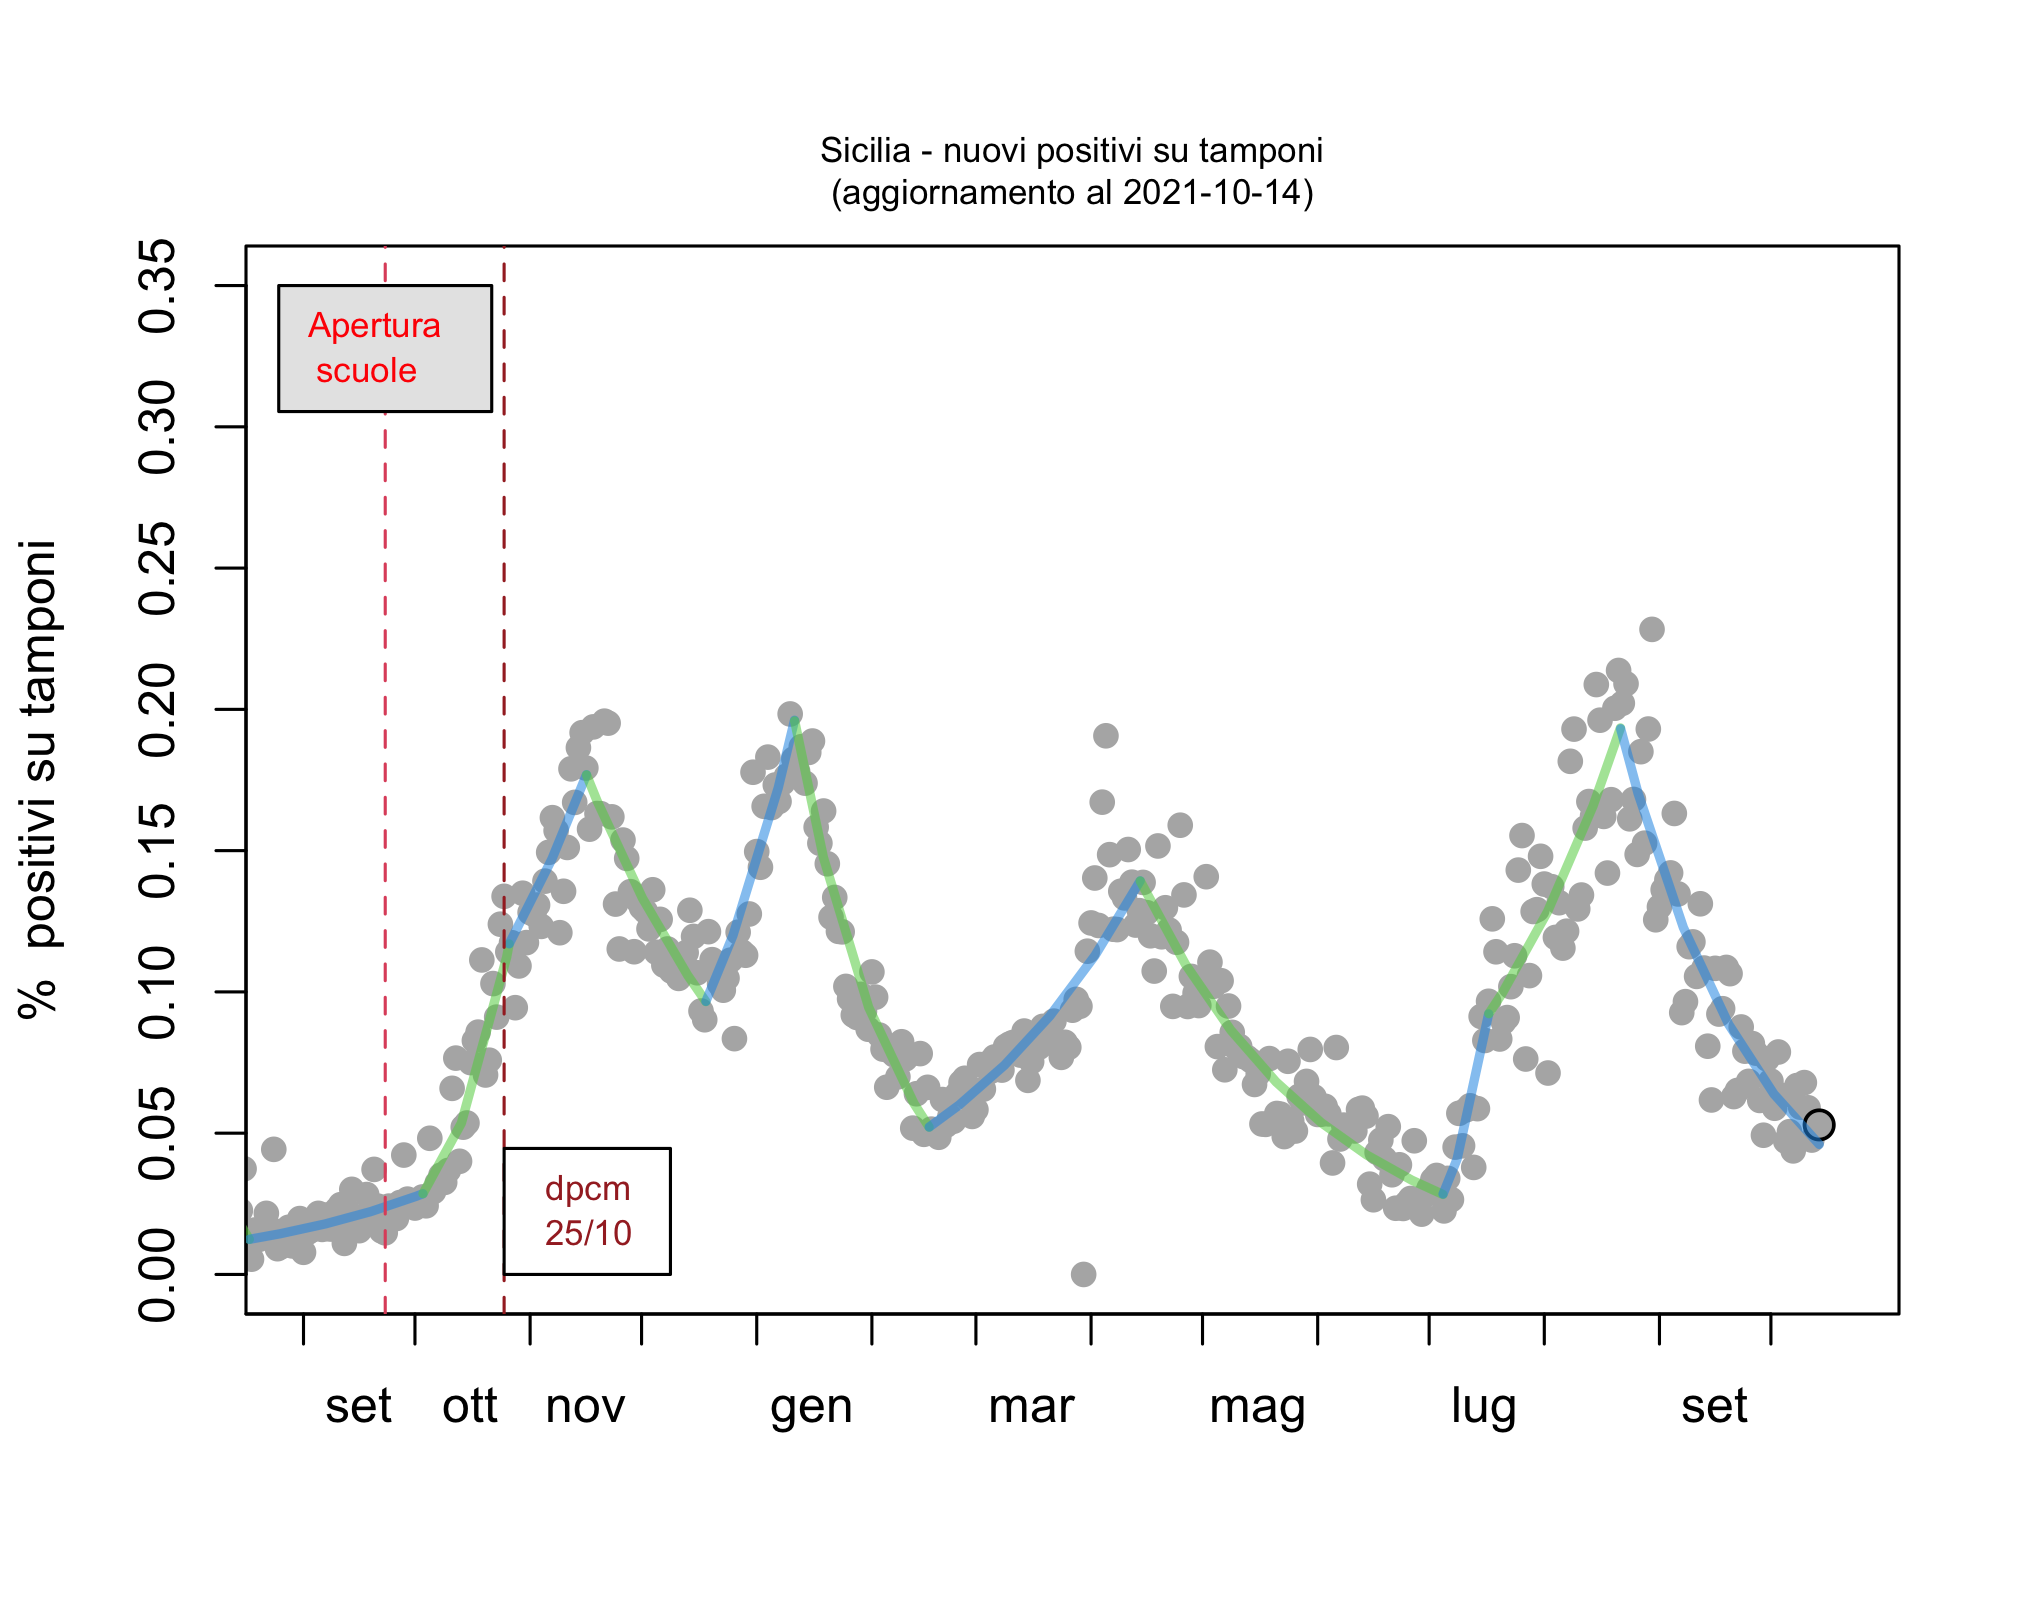 Sicilia - nuovi positivi su tamponi
(aggiornamento al 2021-10-14)
% positivi su tamponi
0.35
0.30
0.25
0.20
0.15
0.10
0.05
0.00
Apertura
scuole
dpcm
25/10
set ott nov gen mar mag lug set